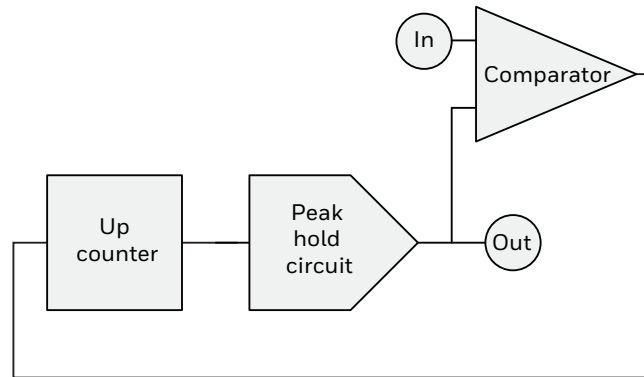 In
Comparator
Up
counter
Peak
hold
circuit
Out